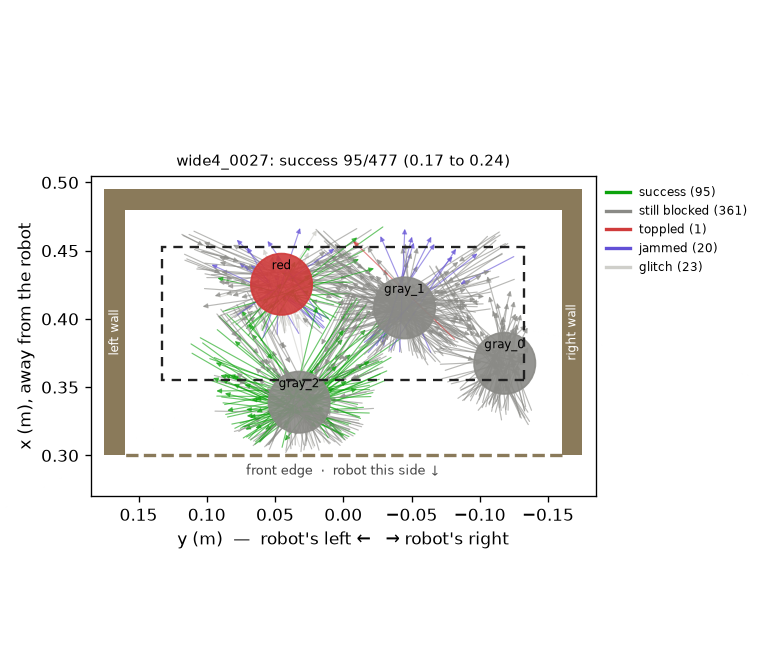 wide4_0027: success 95/477 (0.17 to 0.24)
success (95)
still blocked (361)
toppled (1)
jammed (20)
glitch (23)
0.50
0.45
0.40
0.35
0.30
x (m), away from the robot
left wall
right wall
red
gray_1
gray_0
gray_2
front edge · robot this side ↓
0.15
0.10
0.05
0.00
−0.05
−0.10
−0.15
y (m) — robot's left ← → robot's right